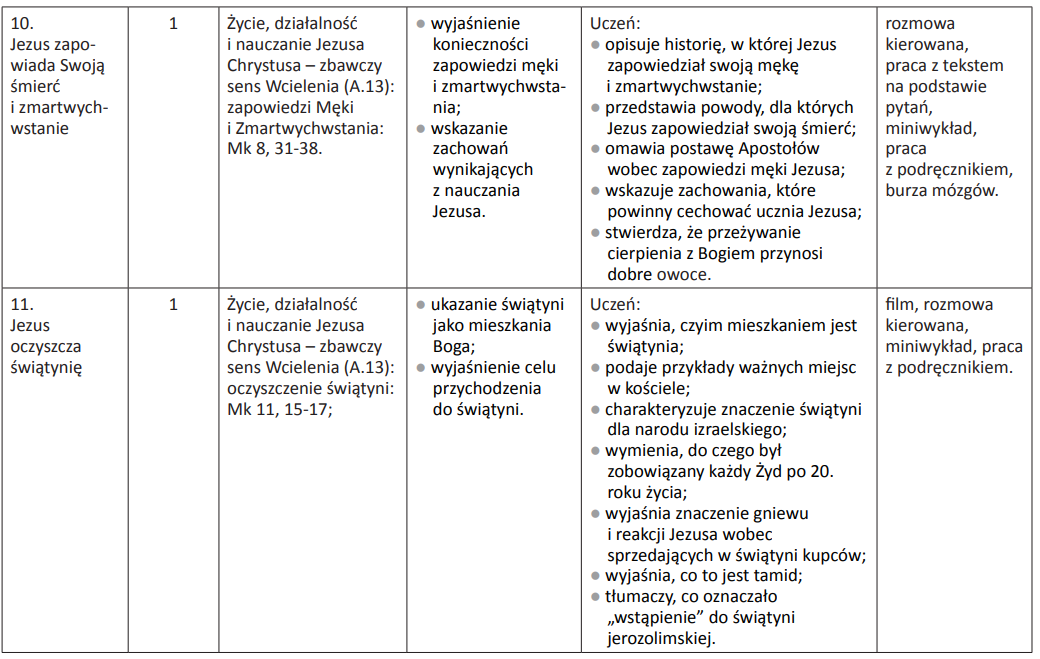 10.
Jezus zapo-
wiada Swoją
śmierć
i zmartwych-
wstanie
1
Życie, działalność
i nauczanie Jezusa
Chrystusa – zbawczy
sens Wcielenia (A.13):
zapowiedzi Męki
i Zmartwychwstania:
Mk 8, 31-38.
● wyjaśnienie
konieczności
zapowiedzi męki
i zmartwychwsta-
nia;
● wskazanie
zachowań
wynikających
z nauczania
Jezusa.
Uczeń:
● opisuje historię, w której Jezus
zapowiedział swoją mękę
i zmartwychwstanie;
● przedstawia powody, dla których
Jezus zapowiedział swoją śmierć;
● omawia postawę Apostołów
wobec zapowiedzi męki Jezusa;
● wskazuje zachowania, które
powinny cechować ucznia Jezusa;
● stwierdza, że przeżywanie
cierpienia z Bogiem przynosi
dobre owoce.
rozmowa
kierowana,
praca z tekstem
na podstawie
pytań,
miniwykład,
praca
z podręcznikiem,
burza mózgów.
11.
Jezus
oczyszcza
świątynię
1
Życie, działalność
i nauczanie Jezusa
Chrystusa – zbawczy
sens Wcielenia (A.13):
oczyszczenie świątyni:
Mk 11, 15-17;
● ukazanie świątyni
jako mieszkania
Boga;
● wyjaśnienie celu
przychodzenia
do świątyni.
Uczeń:
● wyjaśnia, czyim mieszkaniem jest
świątynia;
● podaje przykłady ważnych miejsc
w kościele;
● charakteryzuje znaczenie świątyni
dla narodu izraelskiego;
● wymienia, do czego był
zobowiązany każdy Żyd po 20.
roku życia;
● wyjaśnia znaczenie gniewu
i reakcji Jezusa wobec
sprzedających w świątyni kupców;
● wyjaśnia, co to jest tamid;
● tłumaczy, co oznaczało
„wstąpienie” do świątyni
jerozolimskiej.
film, rozmowa
kierowana,
miniwykład, praca
z podręcznikiem.